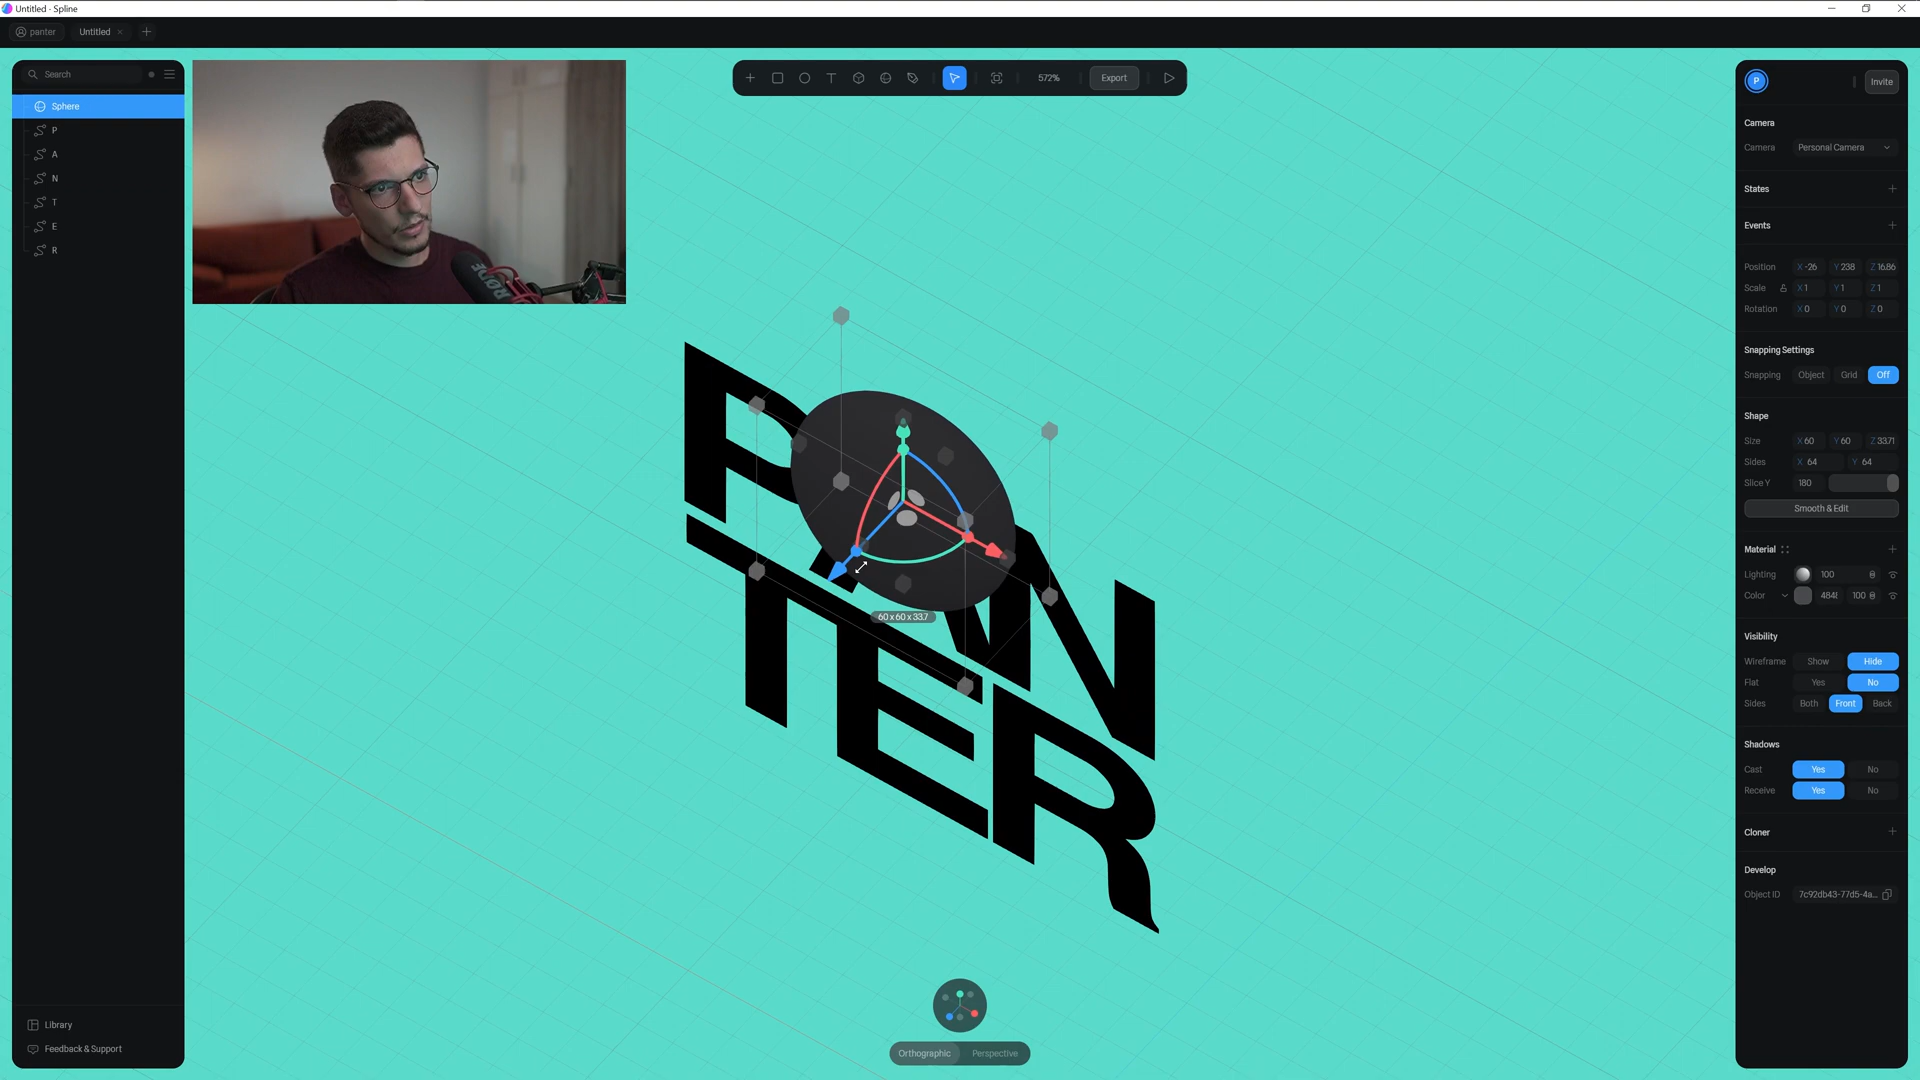 Untitled - Spline
panter
Untitled
Search
Sphere
P
A
N
T
E
R
Library
Feedback & Support
RODE
572%
Export
PAN
TER
60 x 60 x 33.7
Orthographic
Perspective
P
Invite
Camera
Camera Personal Camera
States
Events
Position X -26 Y 238 Z 16.86
Scale X 1 Y 1 Z 1
Rotation X 0 Y 0 Z 0
Snapping Settings
Snapping Object Grid Off
Shape
Size X 60 Y 60 Z 33.71
Sides X 64 Y 64
Slice Y 180
Smooth & Edit
Material
Lighting 100
Color 484 100
Visibility
Wireframe Show Hide
Flat Yes No
Sides Both Front Back
Shadows
Cast Yes No
Receive Yes No
Cloner
Develop
Object ID 7c92db43-77d5-4a...